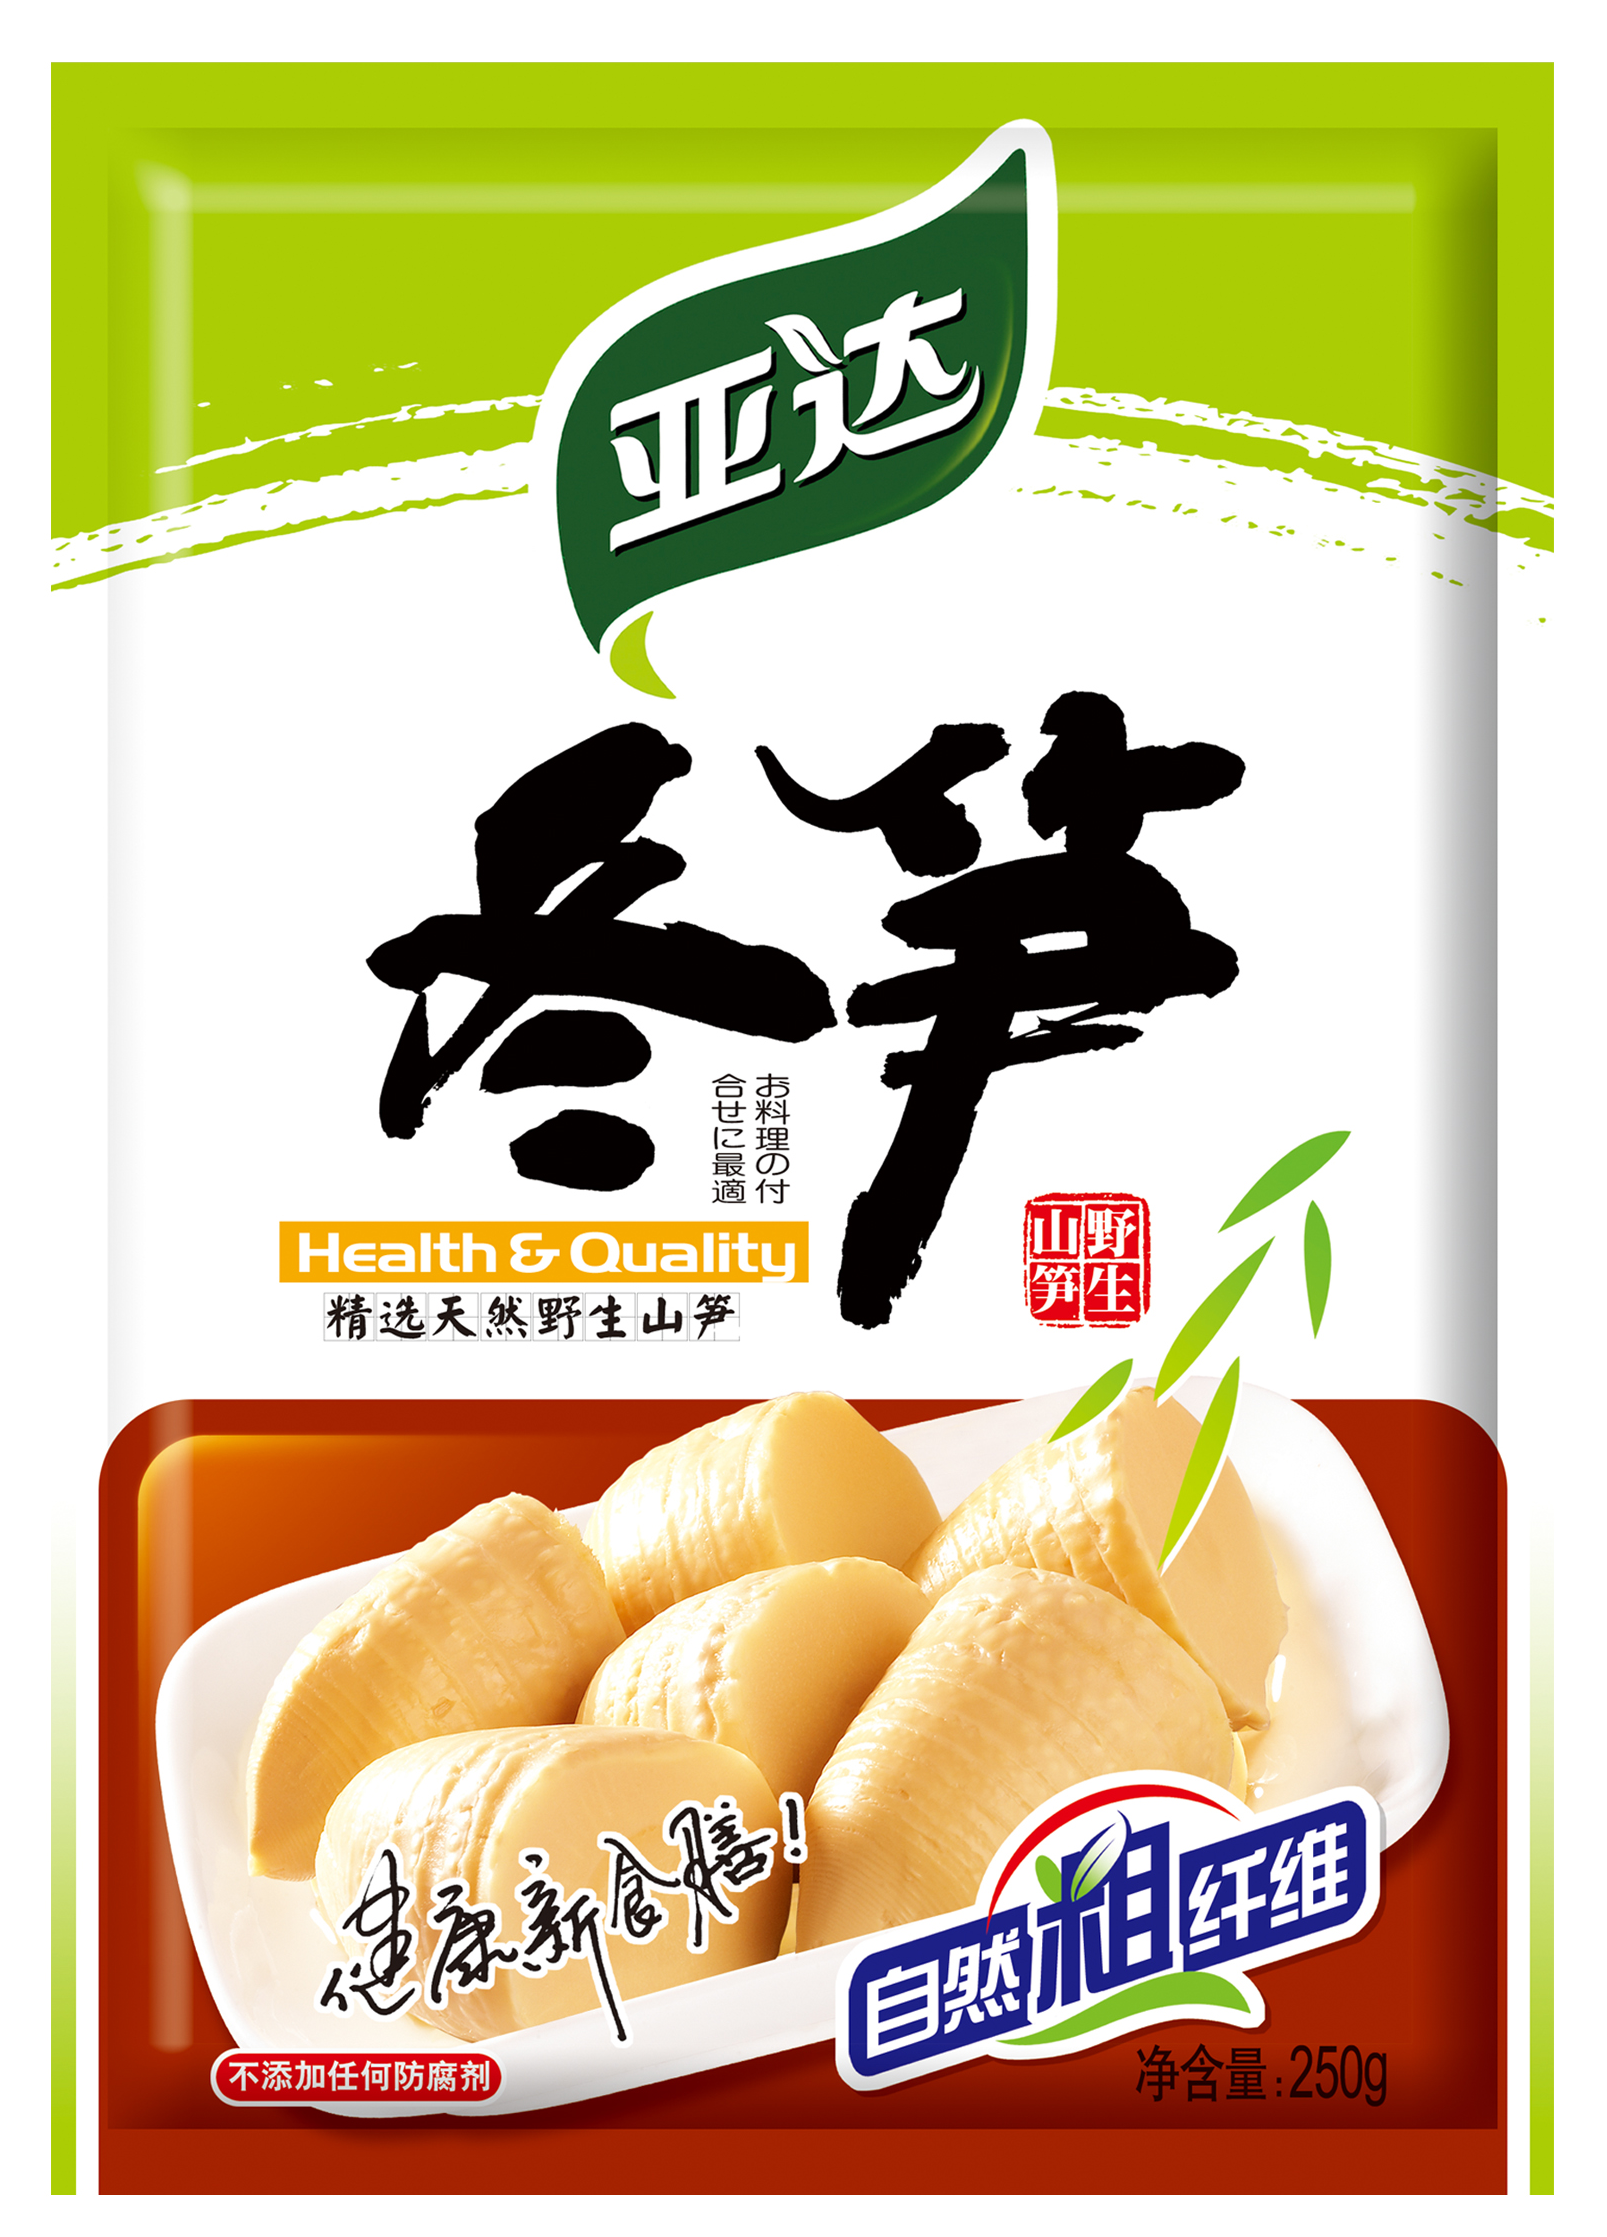 亚达
冬笋
お料理の付
合せに最適
Health & Quality
精选天然野生山笋
野生
山笋
健康新食膳!
自然粗纤维
不添加任何防腐剂
净含量:250g